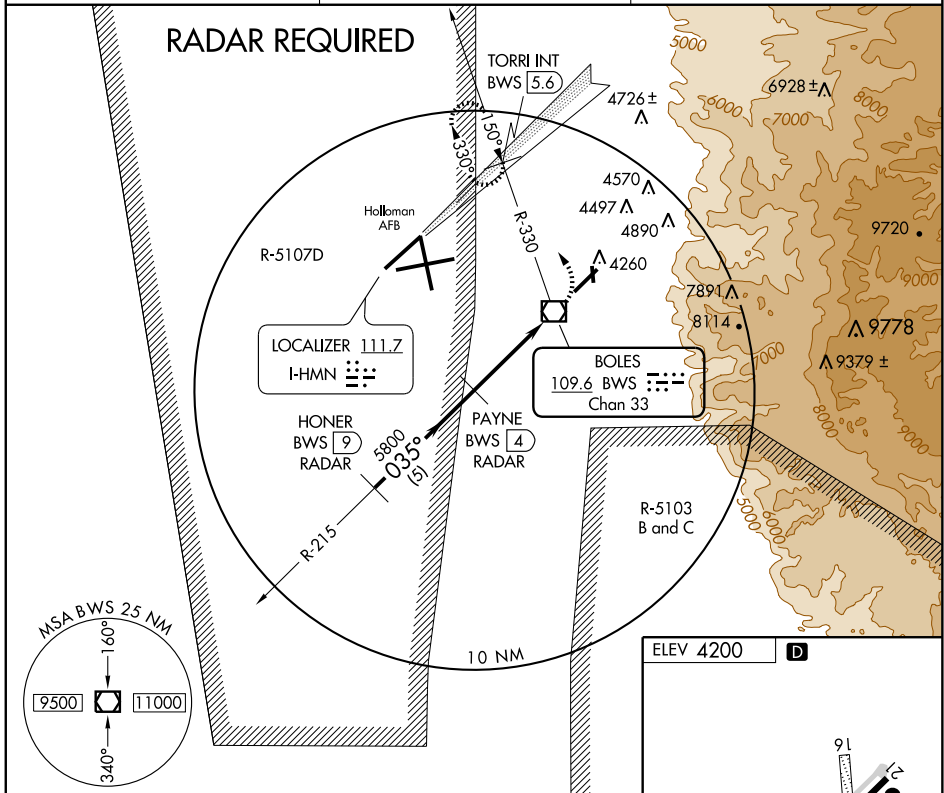 RADAR REQUIRED
TORRI INT
BWS 5.6
4726 ±
5000
6928 ±
8000
6000
7000
150°
330°
4570
4497
4890
R-330
Holloman
AFB
4260
9720
R-5107D
9000
7891
8114
9778
9379 ±
7000
LOCALIZER 111.7
I-HMN
BOLES
109.6 BWS
Chan 33
8000
9000
HONER
BWS 9
RADAR
5800
035°
(5)
PAYNE
BWS 4
RADAR
R-215
R-5103
B and C
5000
6000
MSA BWS 25 NM
160°
9500
11000
340°
10 NM
ELEV 4200
D
16
21